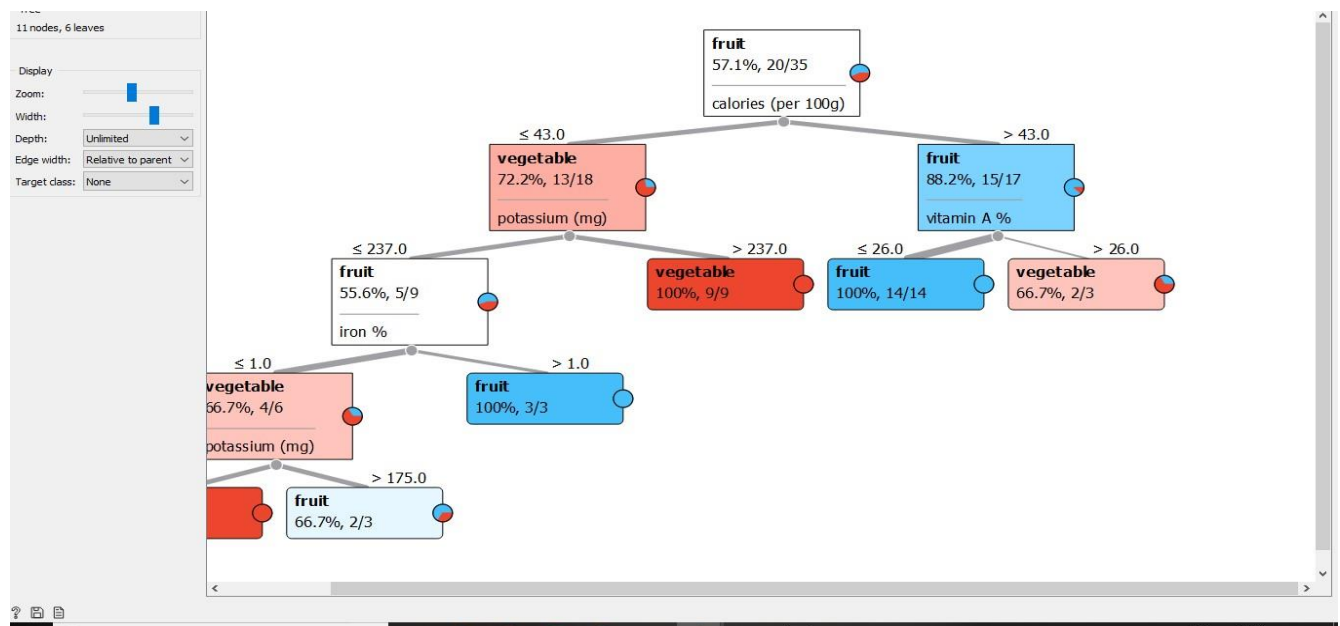 11 nodes, 6 leaves
Display
Zoom:
Width:
Depth: Unlimited
Edge width: Relative to parent
Target class: None
fruit
57.1%, 20/35
calories (per 100g)
≤ 43.0
> 43.0
vegetable
72.2%, 13/18
potassium (mg)
fruit
88.2%, 15/17
vitamin A %
≤ 237.0
> 237.0
≤ 26.0
> 26.0
fruit
55.6%, 5/9
iron %
vegetable
100%, 9/9
fruit
100%, 14/14
vegetable
66.7%, 2/3
≤ 1.0
> 1.0
vegetable
66.7%, 4/6
potassium (mg)
fruit
100%, 3/3
> 175.0
fruit
66.7%, 2/3